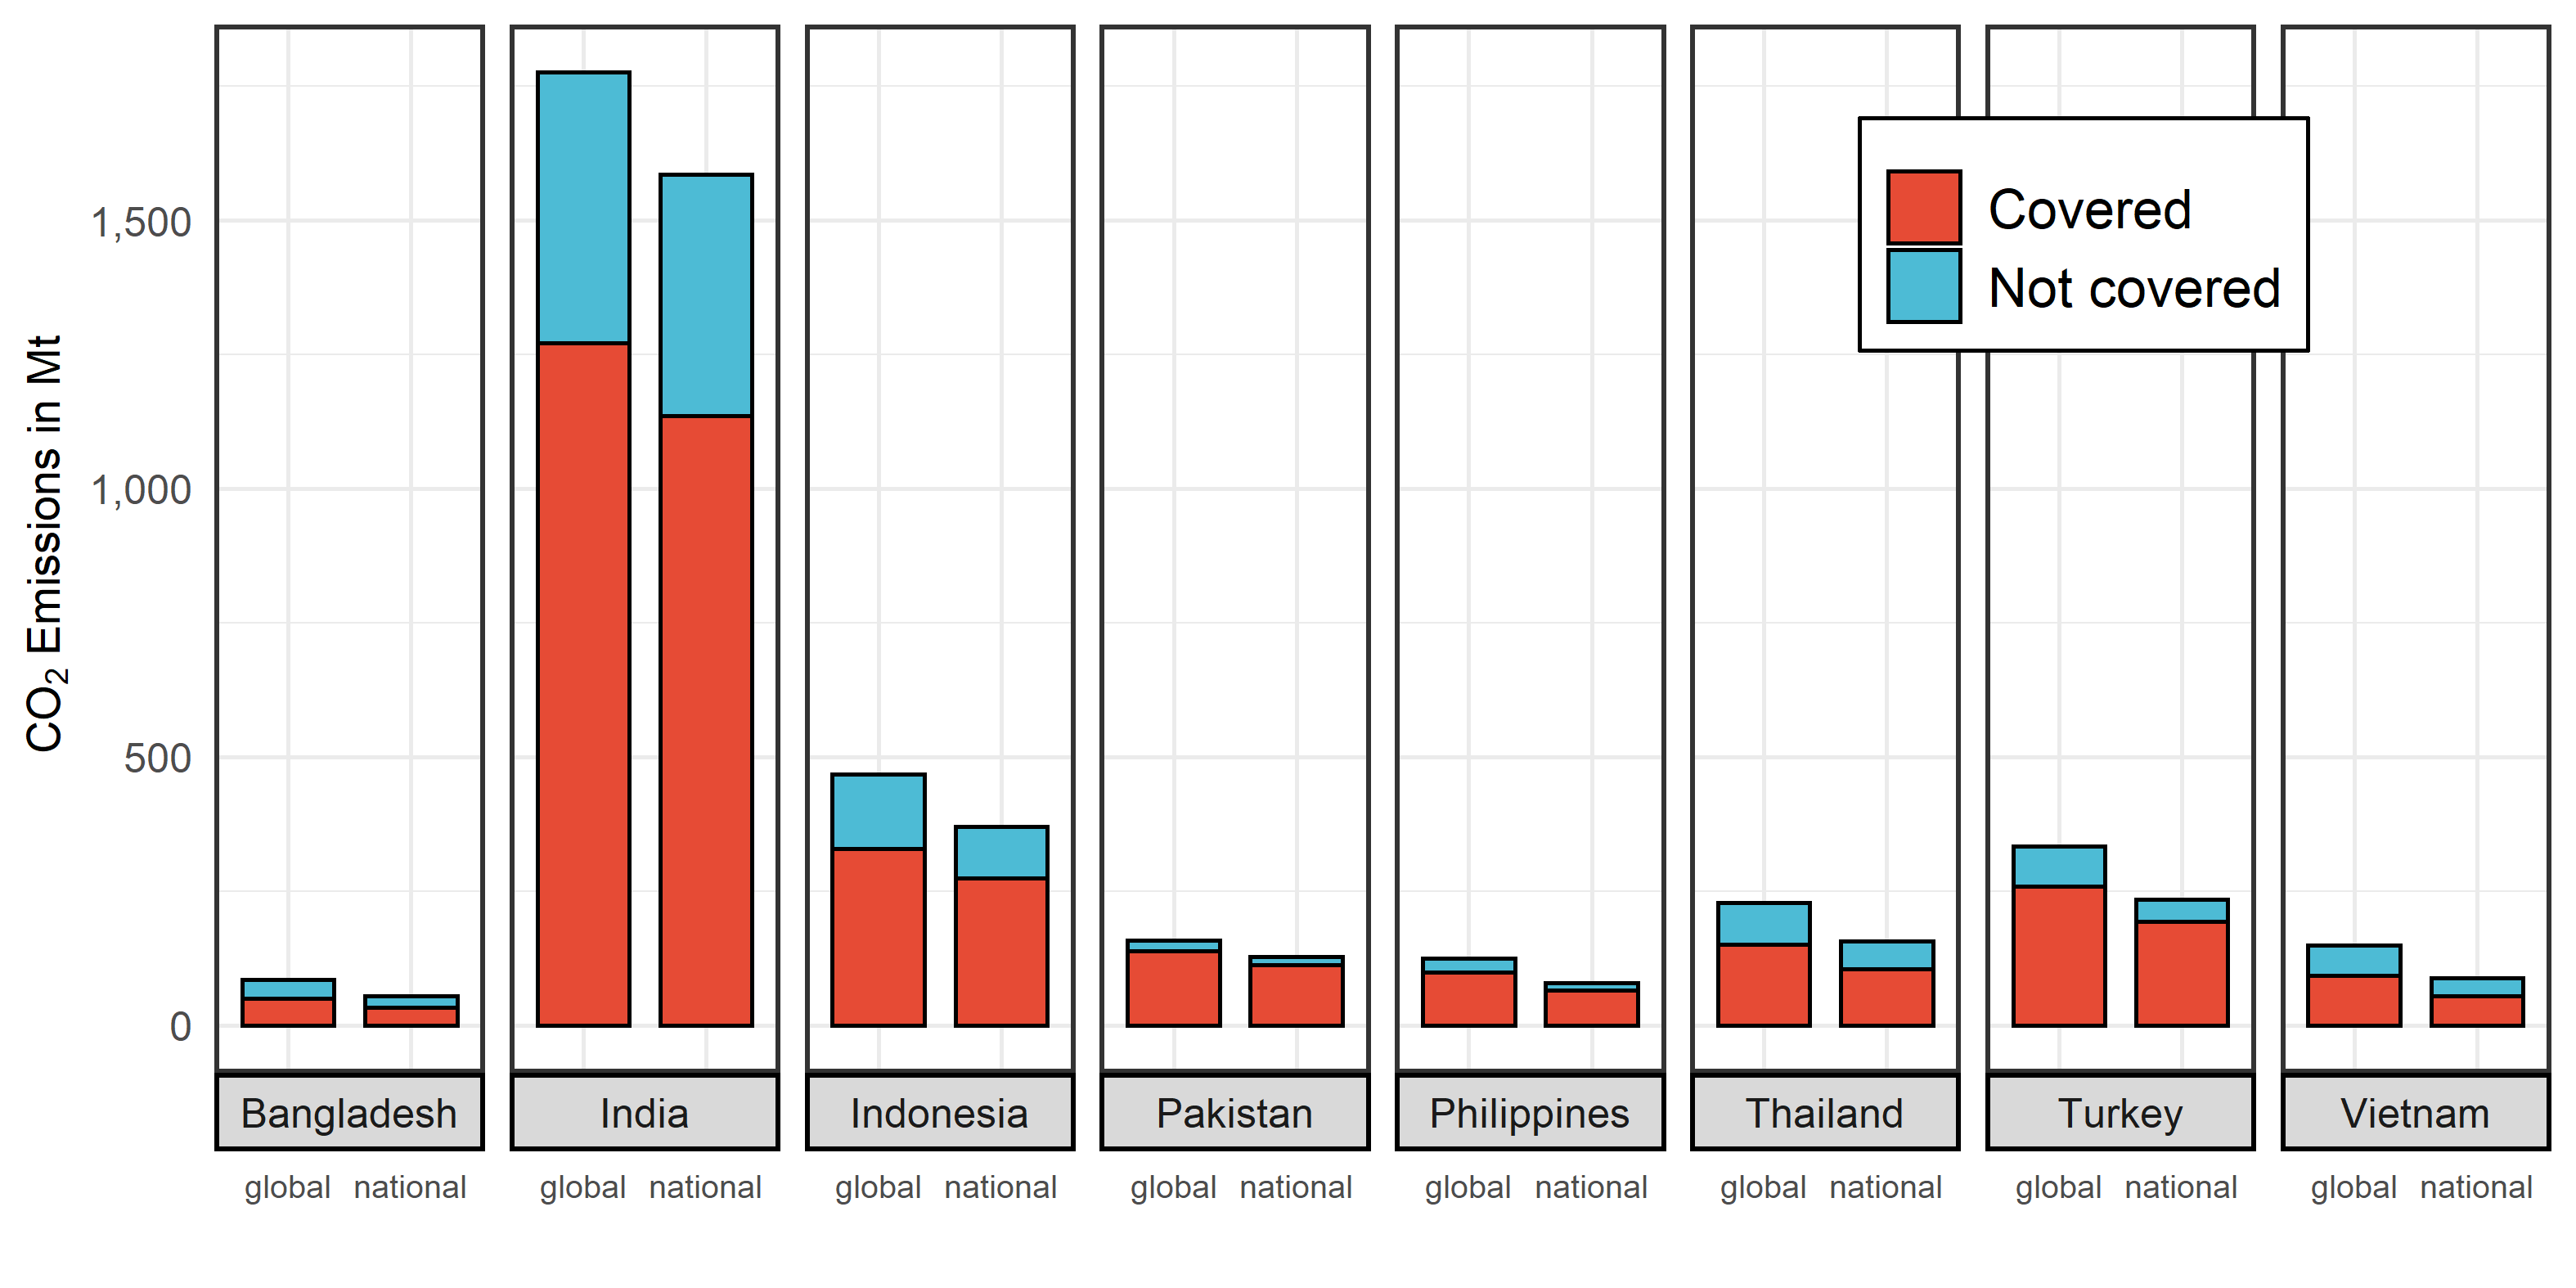 CO₂ Emissions in Mt
1,500
1,000
500
0
Covered
Not covered
Bangladesh India Indonesia Pakistan Philippines Thailand Turkey Vietnam
global national global national global national global national global national global national global national global national